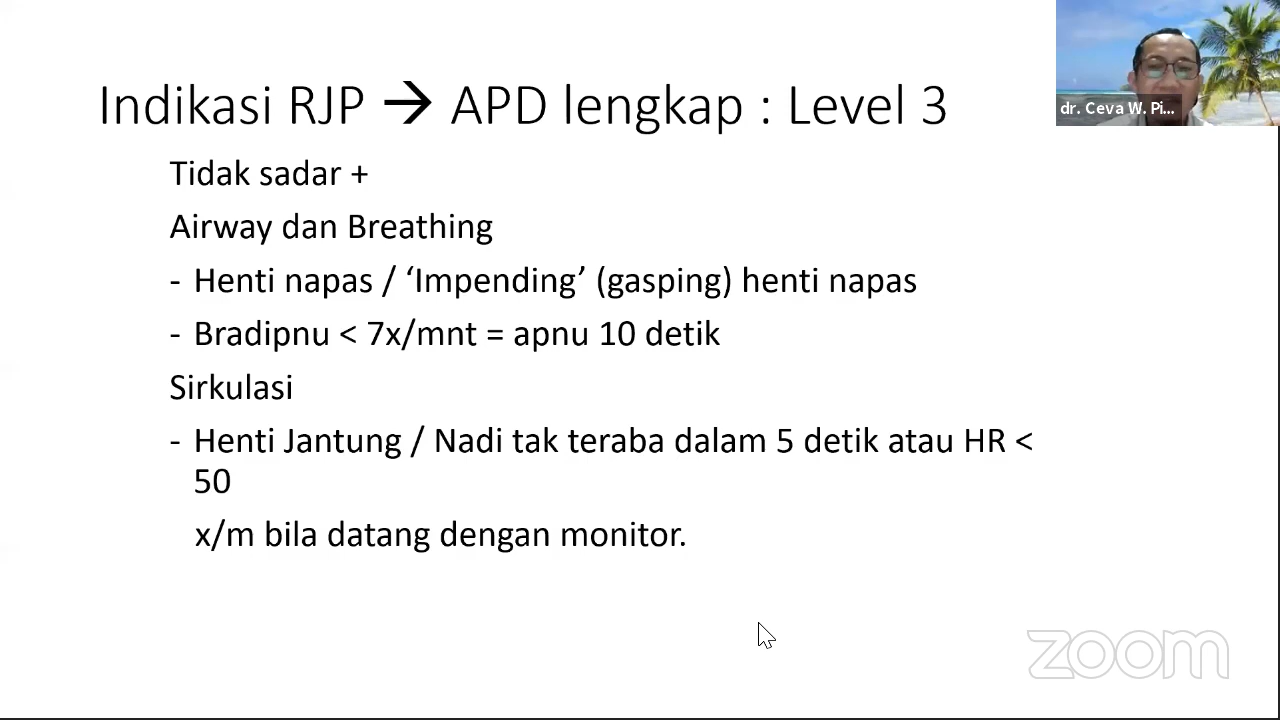 Indikasi RJP → APD lengkap : Level 3
dr. Ceva W. Pi...
Tidak sadar +
Airway dan Breathing
- Henti napas / ‘Impending’ (gasping) henti napas
- Bradipnu < 7x/mnt = apnu 10 detik
Sirkulasi
- Henti Jantung / Nadi tak teraba dalam 5 detik atau HR <
50
x/m bila datang dengan monitor.
zoom